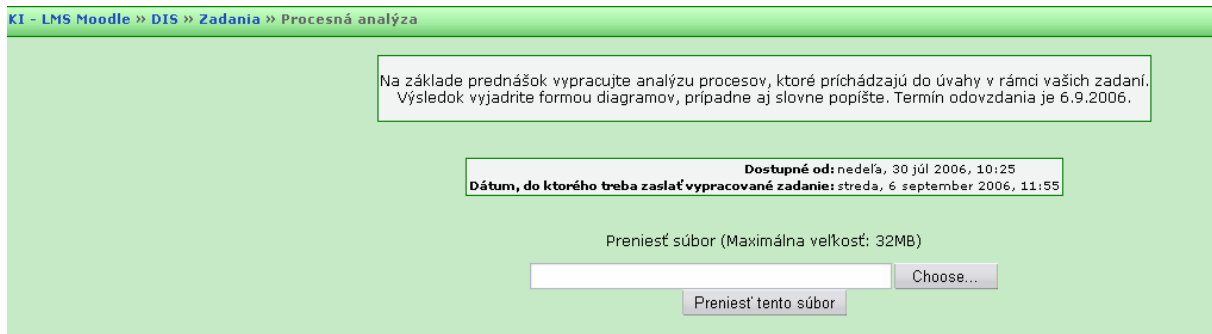 KI - LMS Moodle » DIS » Zadania » Procesná analýza
Na základe prednášok vypracujte analýzu procesov, ktoré prichádzajú do úvahy v rámci vašich zadaní.
Výsledok vyjadrite formou diagramov, prípadne aj slovne popíšte. Termín odovzdania je 6.9.2006.
Dostupné od: nedeľa, 30 júl 2006, 10:25
Dátum, do ktorého treba zaslať vypracované zadanie: streda, 6 september 2006, 11:55
Preniesť súbor (Maximálna veľkosť: 32MB)
Choose...
Preniesť tento súbor